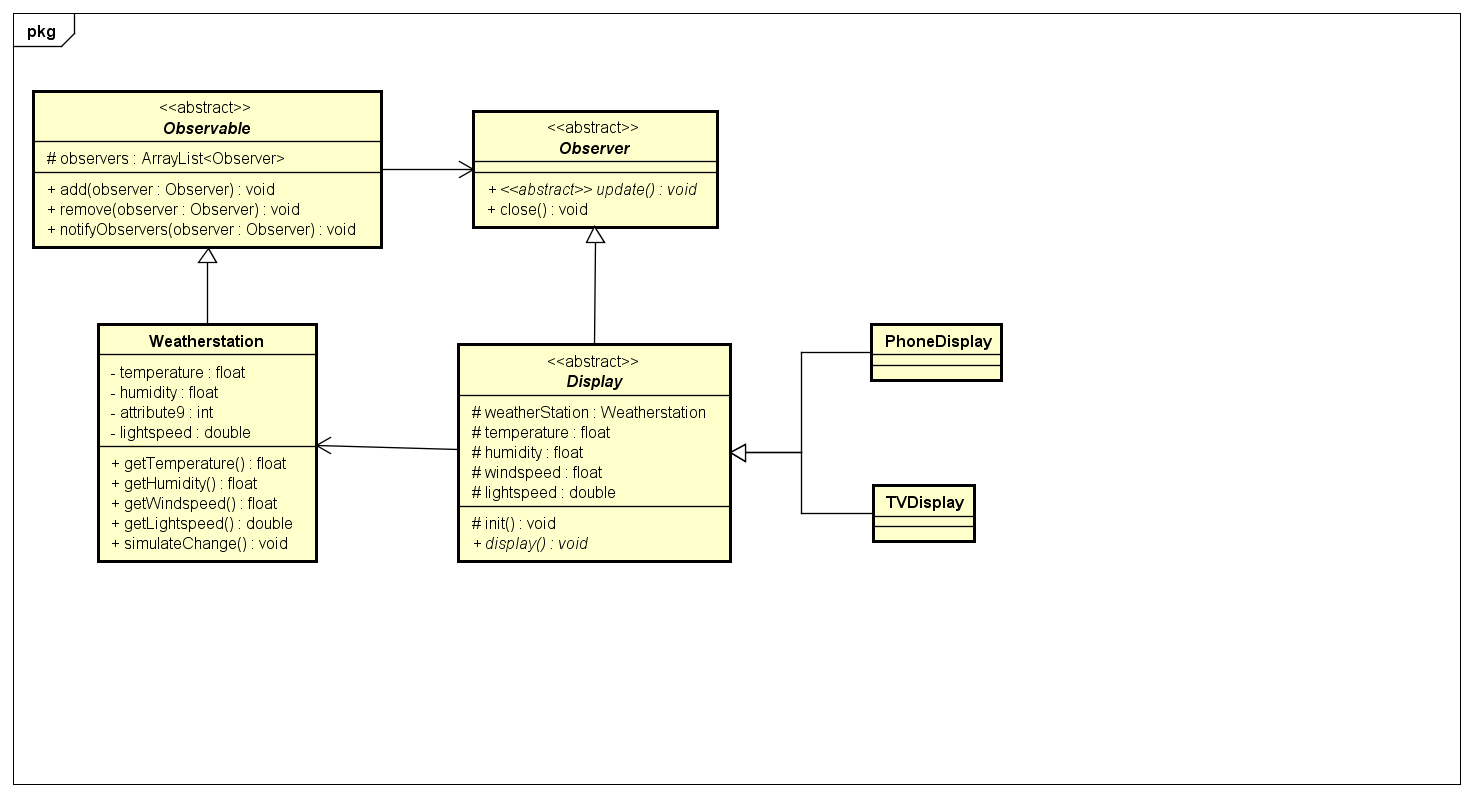 pkg
<<abstract>>
Observable
# observers : ArrayList<Observer>
+ add(observer : Observer) : void
+ remove(observer : Observer) : void
+ notifyObservers(observer : Observer) : void
<<abstract>>
Observer
+ <<abstract>> update() : void
+ close() : void
Weatherstation
- temperature : float
- humidity : float
- attribute9 : int
- lightspeed : double
+ getTemperature() : float
+ getHumidity() : float
+ getWindspeed() : float
+ getLightspeed() : double
+ simulateChange() : void
<<abstract>>
Display
# weatherStation : Weatherstation
# temperature : float
# humidity : float
# windspeed : float
# lightspeed : double
# init() : void
+ display() : void
PhoneDisplay
TVDisplay